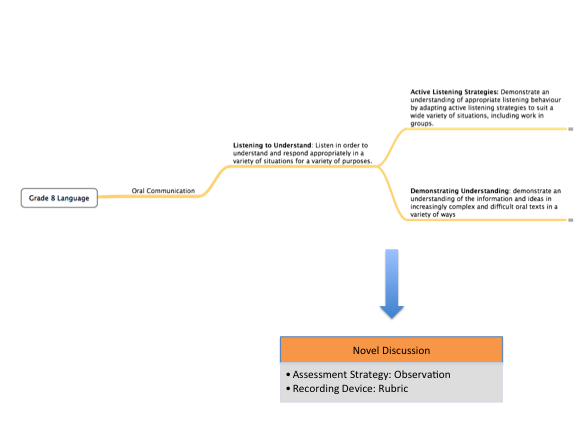 Grade 8 Language
Oral Communication
Listening to Understand: Listen in order to
understand and respond appropriately in a
variety of situations for a variety of purposes.
Active Listening Strategies: Demonstrate an
understanding of appropriate listening behaviour
by adapting active listening strategies to suit a
wide variety of situations, including work in
groups.
Demonstrating Understanding: demonstrate an
understanding of the information and ideas in
increasingly complex and difficult oral texts in a
variety of ways
Novel Discussion
• Assessment Strategy: Observation
• Recording Device: Rubric